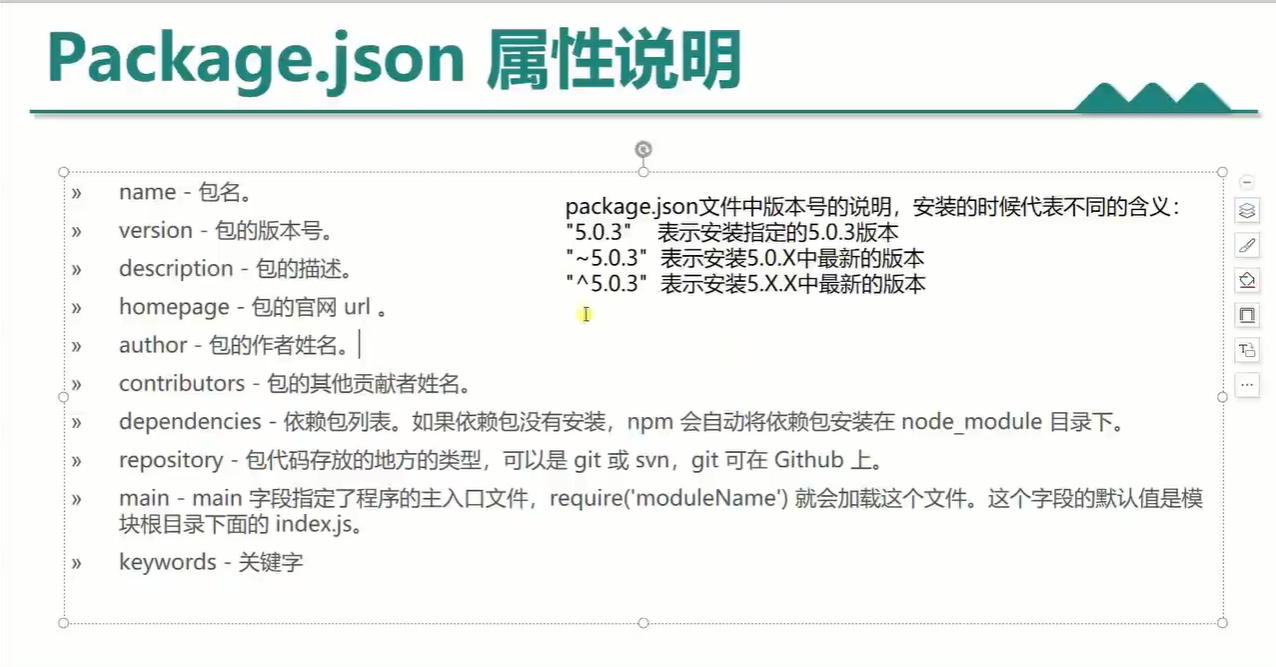 Package.json 属性说明
» name - 包名。
» version - 包的版本号。
» description - 包的描述。
» homepage - 包的官网 url 。
» author - 包的作者姓名。
package.json文件中版本号的说明，安装的时候代表不同的含义：
"5.0.3" 表示安装指定的5.0.3版本
"~5.0.3" 表示安装5.0.X中最新的版本
"^5.0.3" 表示安装5.X.X中最新的版本
» contributors - 包的其他贡献者姓名。
» dependencies - 依赖包列表。如果依赖包没有安装，npm 会自动将依赖包安装在 node_module 目录下。
» repository - 包代码存放的地方的类型，可以是 git 或 svn，git 可在 Github 上。
» main - main 字段指定了程序的主入口文件，require('moduleName') 就会加载这个文件。这个字段的默认值是模
块根目录下面的 index.js。
» keywords - 关键字